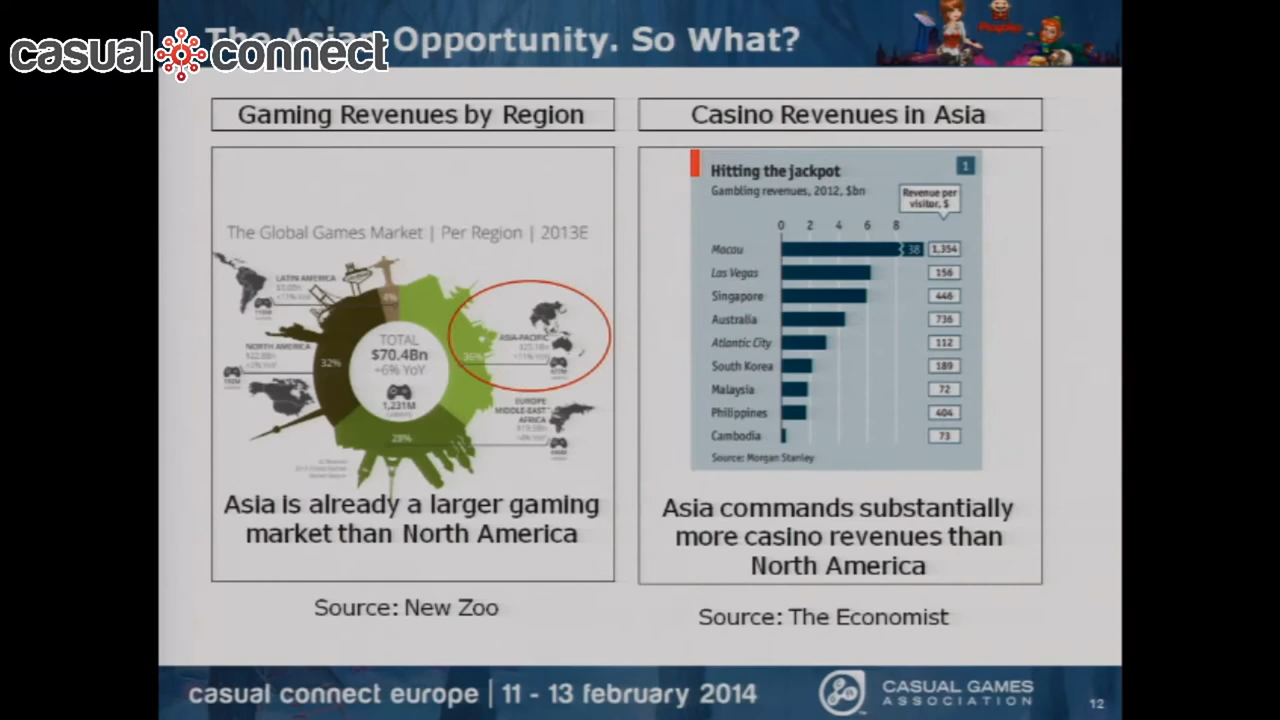 The Asian Opportunity. So What?
casual connect
Gaming Revenues by Region
The Global Games Market | Per Region | 2013E
LATIN AMERICA
4%
NORTH AMERICA
32%
TOTAL
$70.4Bn
+6% YoY
1,231M
ASIA-PACIFIC
36%
EUROPE
MIDDLE-EAST
AFRICA
28%
Asia is already a larger gaming
market than North America
Source: New Zoo
Casino Revenues in Asia
Hitting the jackpot
1
Gambling revenues, 2012, $bn
Revenue per
visitor, $
0 2 4 6 8
Macau 38 1,354
Las Vegas 156
Singapore 446
Australia 736
Atlantic City 112
South Korea 189
Malaysia 72
Philippines 404
Cambodia 73
Source: Morgan Stanley
Asia commands substantially
more casino revenues than
North America
Source: The Economist
casual connect europe | 11 - 13 february 2014
CASUAL GAMES
ASSOCIATION
12